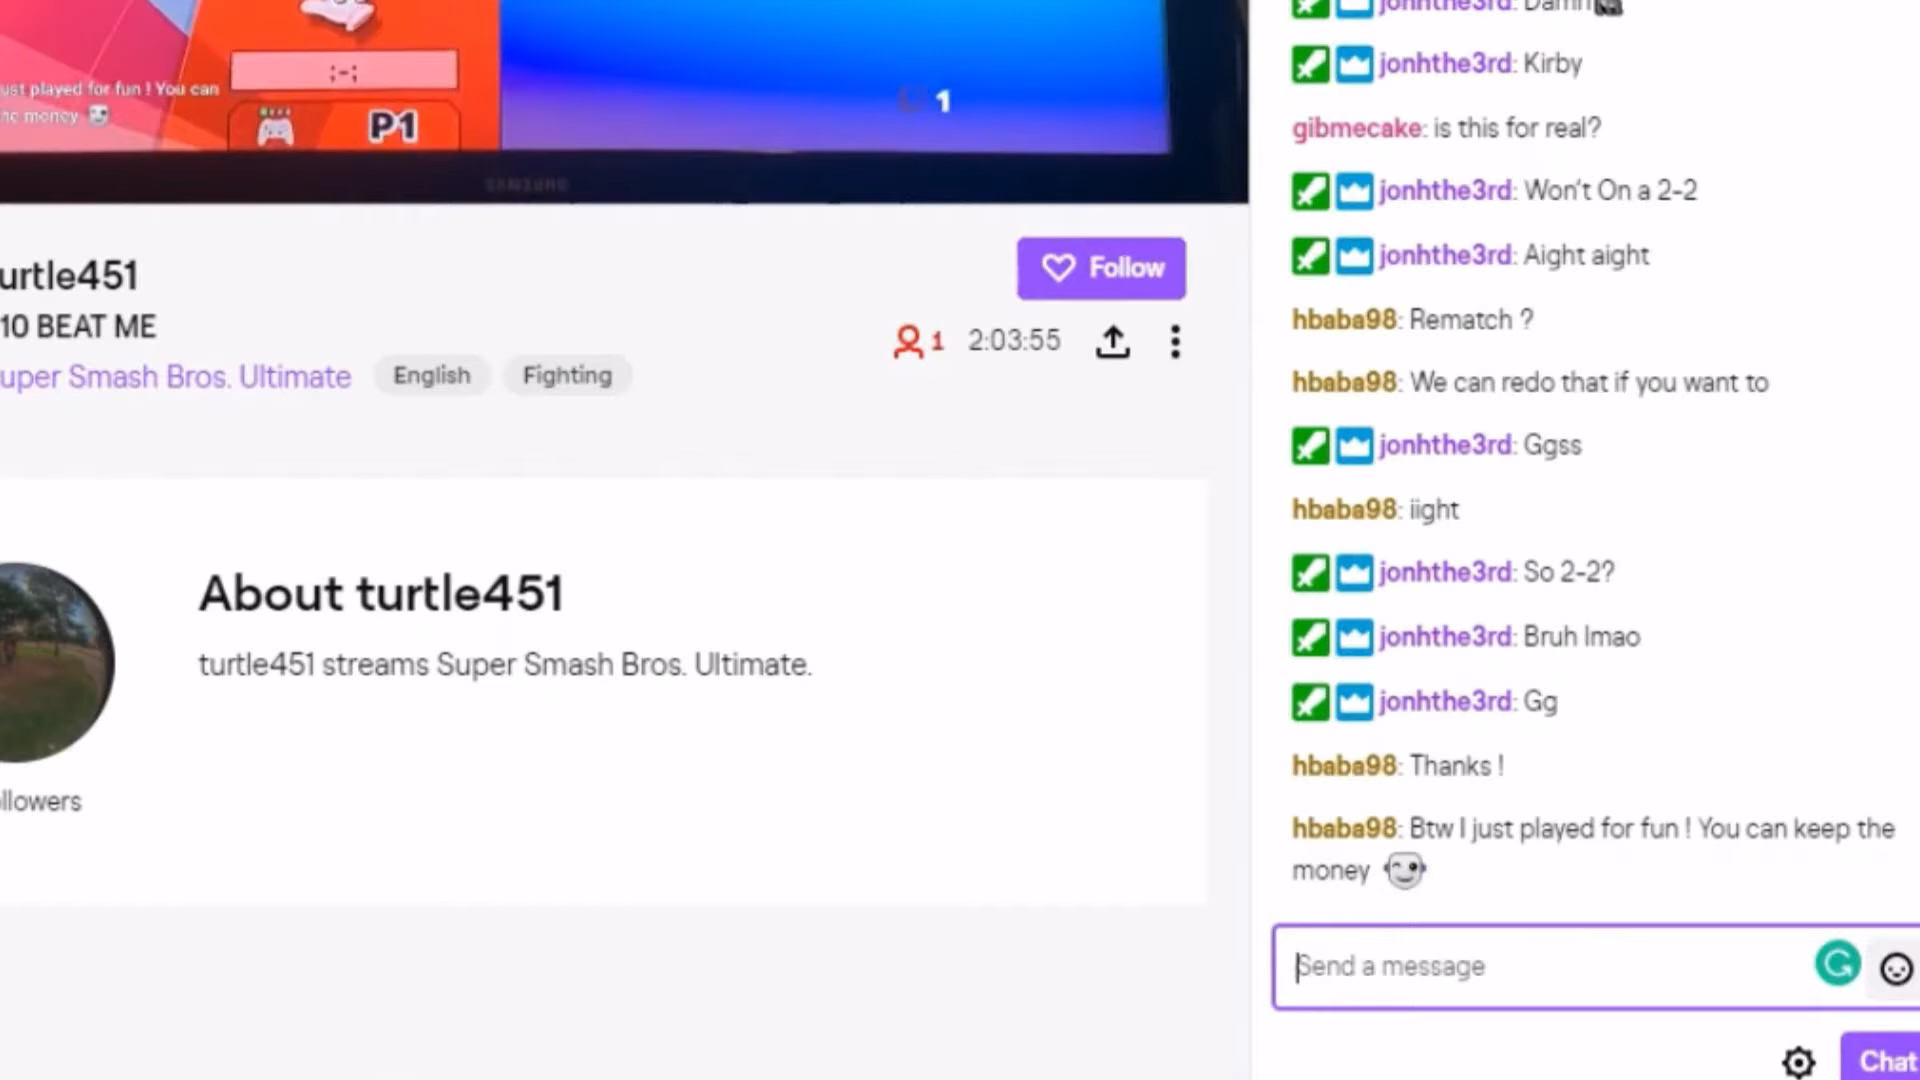 ust played for fun ! You can
he money
:-;
P1
1
SAMSUNG
urtle451
10 BEAT ME
uper Smash Bros. Ultimate
English
Fighting
Follow
1
2:03:55
About turtle451
turtle451 streams Super Smash Bros. Ultimate.
llowers
jonhthe3rd: Damn
jonhthe3rd: Kirby
gibmecake: is this for real?
jonhthe3rd: Won't On a 2-2
jonhthe3rd: Aight aight
hbaba98: Rematch ?
hbaba98: We can redo that if you want to
jonhthe3rd: Ggss
hbaba98: iight
jonhthe3rd: So 2-2?
jonhthe3rd: Bruh lmao
jonhthe3rd: Gg
hbaba98: Thanks !
hbaba98: Btw I just played for fun ! You can keep the
money
Send a message
Chat